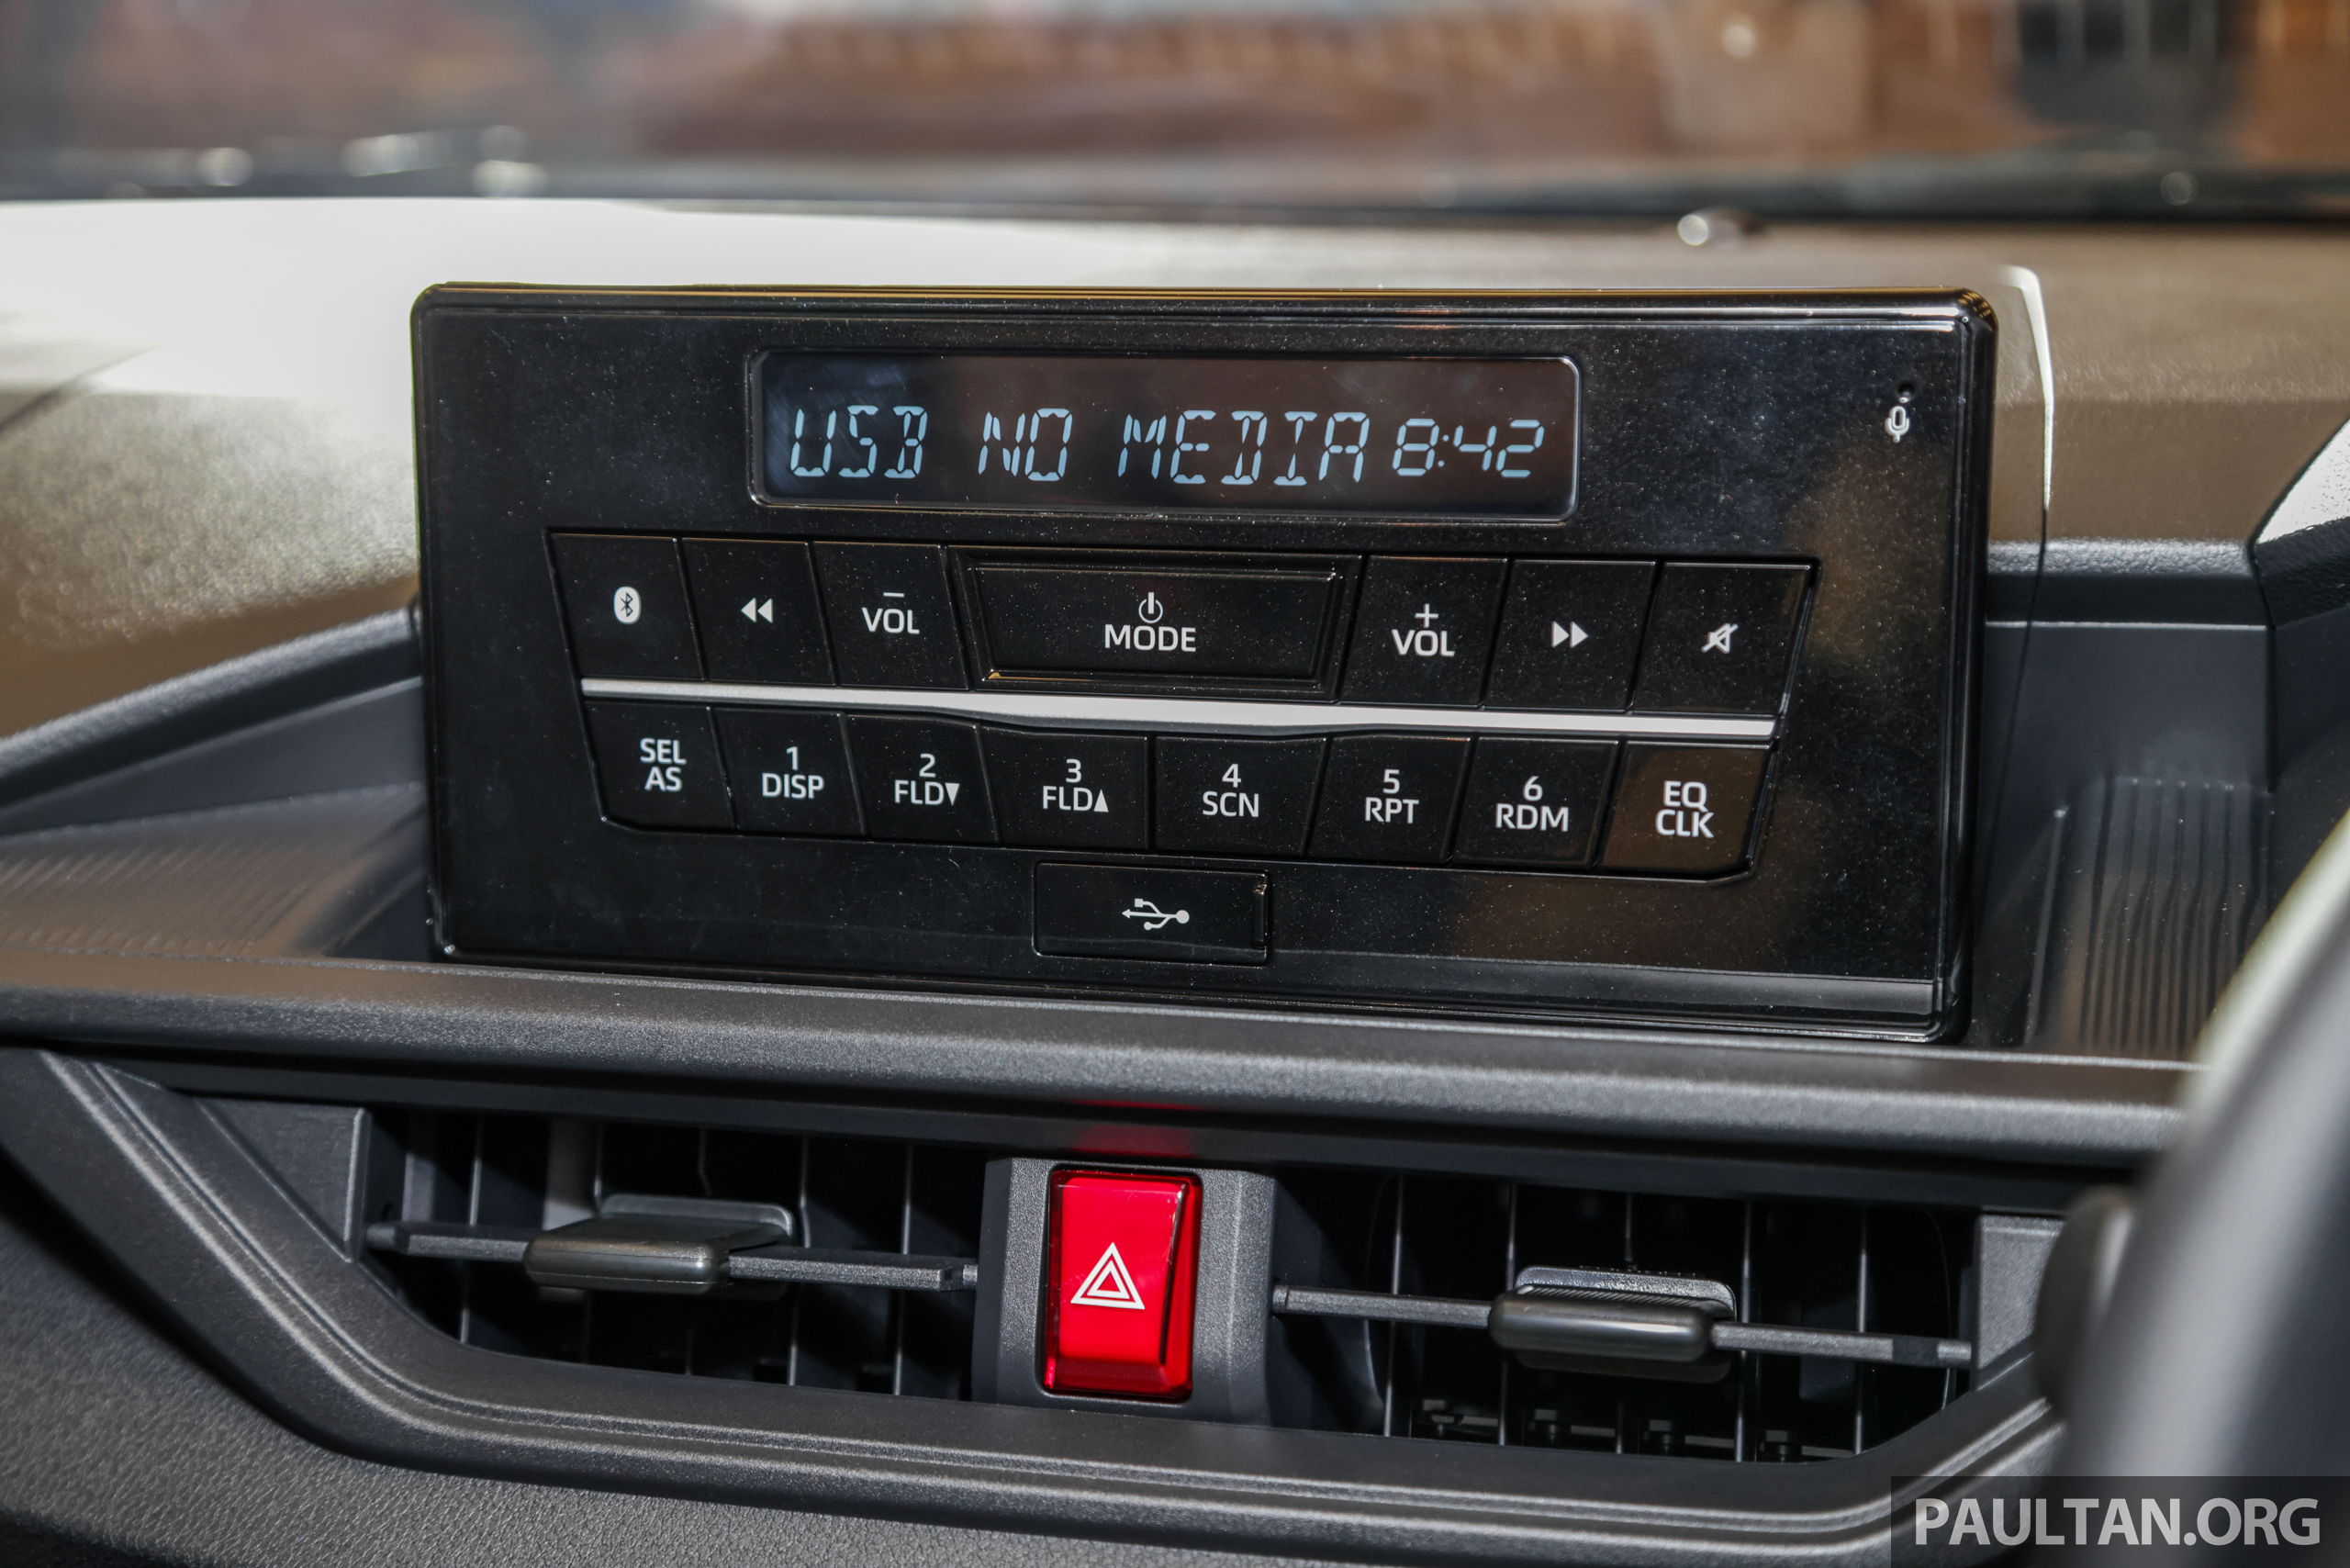 USB NO MEDIA 8:42
− VOL
MODE
+ VOL
SEL
AS
1
DISP
2
FLD▼
3
FLD▲
4
SCN
5
RPT
6
RDM
EQ
CLK
PAULTAN.ORG